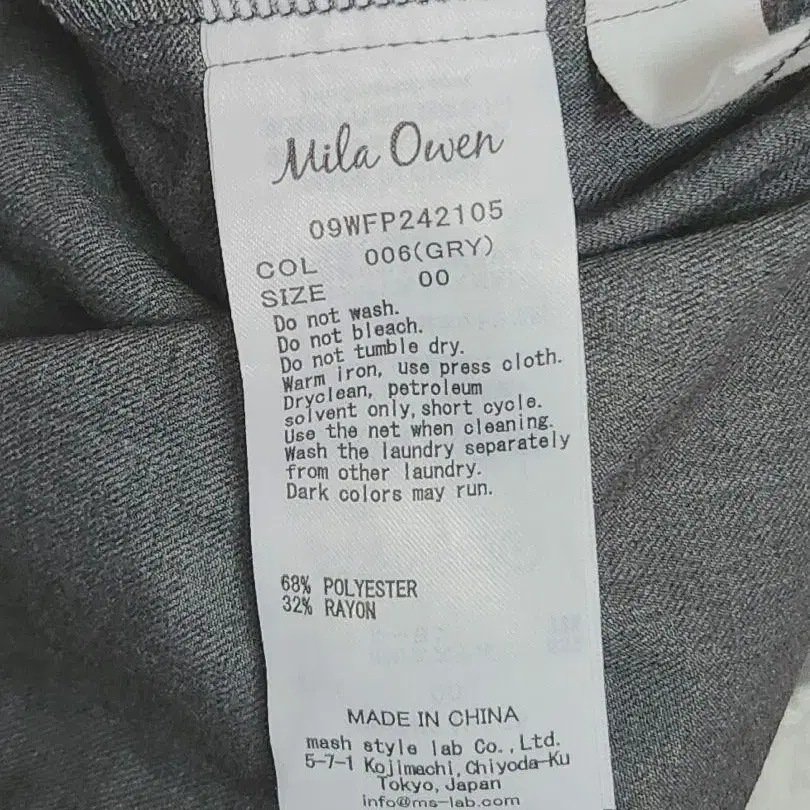 Mila Owen
09WFP242105
COL 006(GRY)
SIZE 00
Do not wash.
Do not bleach.
Do not tumble dry.
Warm iron, use press cloth.
Dryclean, petroleum
solvent only,short cycle.
Use the net when cleaning.
Wash the laundry separately
from other laundry.
Dark colors may run.
68% POLYESTER
32% RAYON
MADE IN CHINA
mash style lab Co.,Ltd.
5-7-1 Kojimachi,Chiyoda-Ku
Tokyo,Japan
info@ms-lab.com